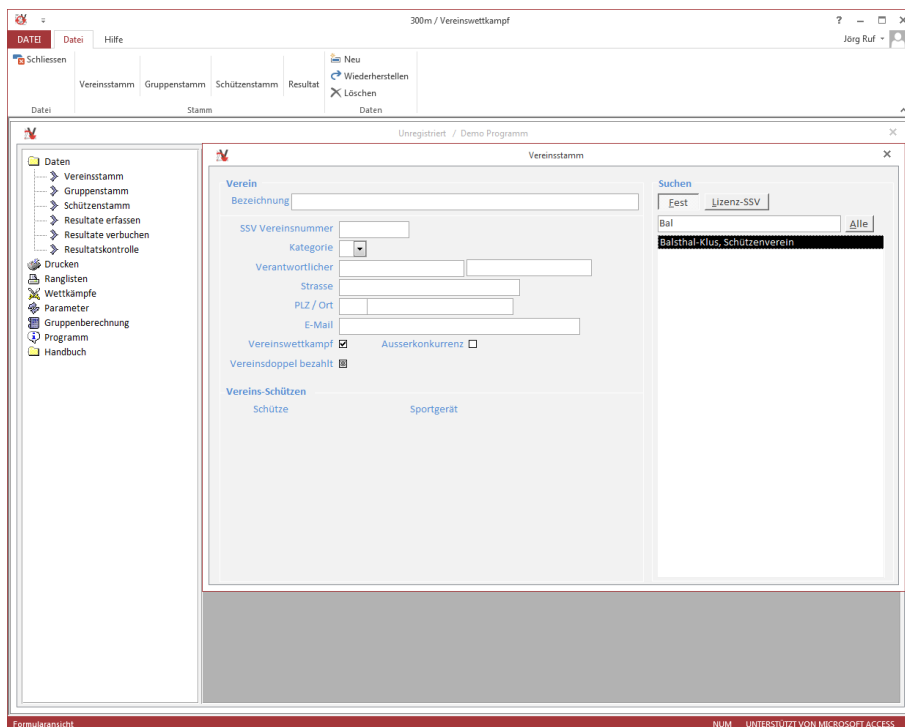 300m / Vereinswettkampf
DATEI Datei Hilfe Jörg Ruf
Schliessen
Vereinsstamm Gruppenstamm Schützenstamm Resultat
Neu
Wiederherstellen
Löschen
Datei Stamm Daten
Unregistriert / Demo Programm
Daten
Vereinsstamm
Gruppenstamm
Schützenstamm
Resultate erfassen
Resultate verbuchen
Resultatskontrolle
Drucken
Ranglisten
Wettkämpfe
Parameter
Gruppenberechnung
Programm
Handbuch
Vereinsstamm
Verein
Bezeichnung
SSV Vereinsnummer
Kategorie
Verantwortlicher
Strasse
PLZ / Ort
E-Mail
Vereinswettkampf Ausserkonkurrenz
Vereinsdoppel bezahlt
Vereins-Schützen
Schütze Sportgerät
Suchen
Fest Lizenz-SSV
Bal Alle
Balsthal-Klus, Schützenverein
Formularansicht NUM UNTERSTÜTZT VON MICROSOFT ACCESS